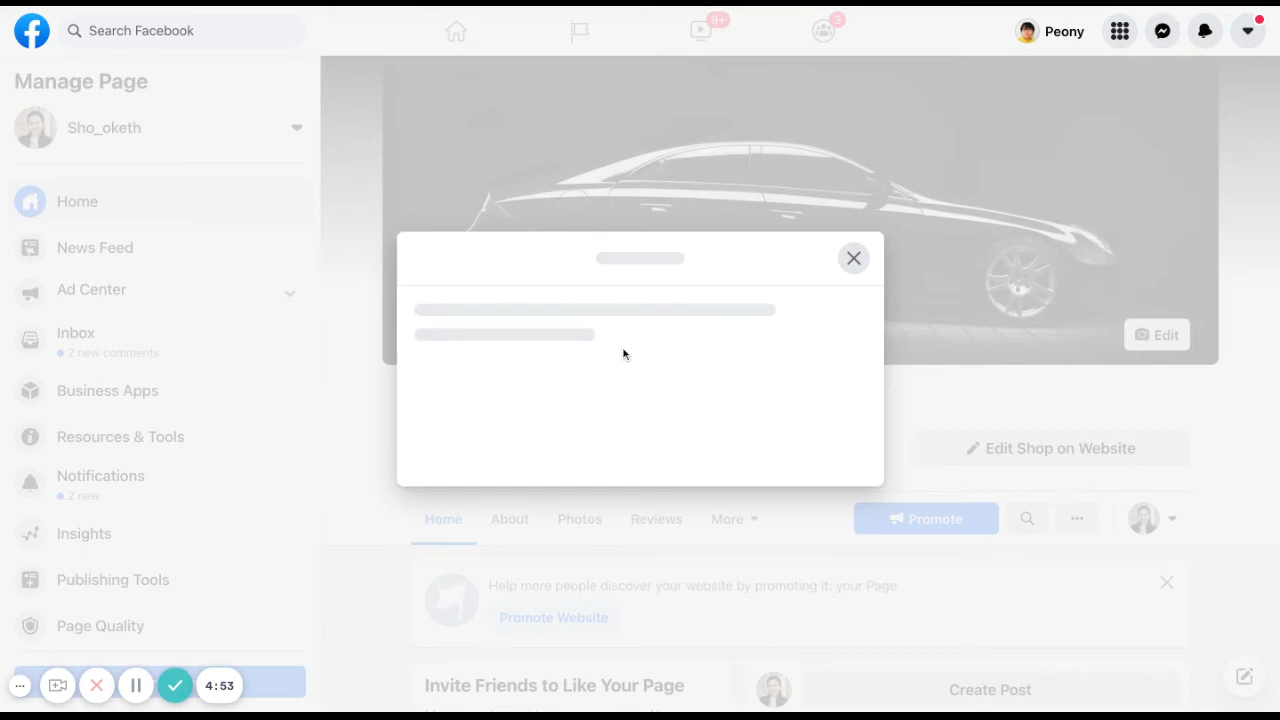 Search Facebook
9+
3
Peony
Manage Page
Sho_oketh
Home
News Feed
Ad Center
Inbox
2 new comments
Business Apps
Resources & Tools
Notifications
2 new
Insights
Publishing Tools
Page Quality
4:53
Edit
Edit Shop on Website
Home
About
Photos
Reviews
More
Promote
Help more people discover your website by promoting it: your Page
Promote Website
Invite Friends to Like Your Page
Create Post